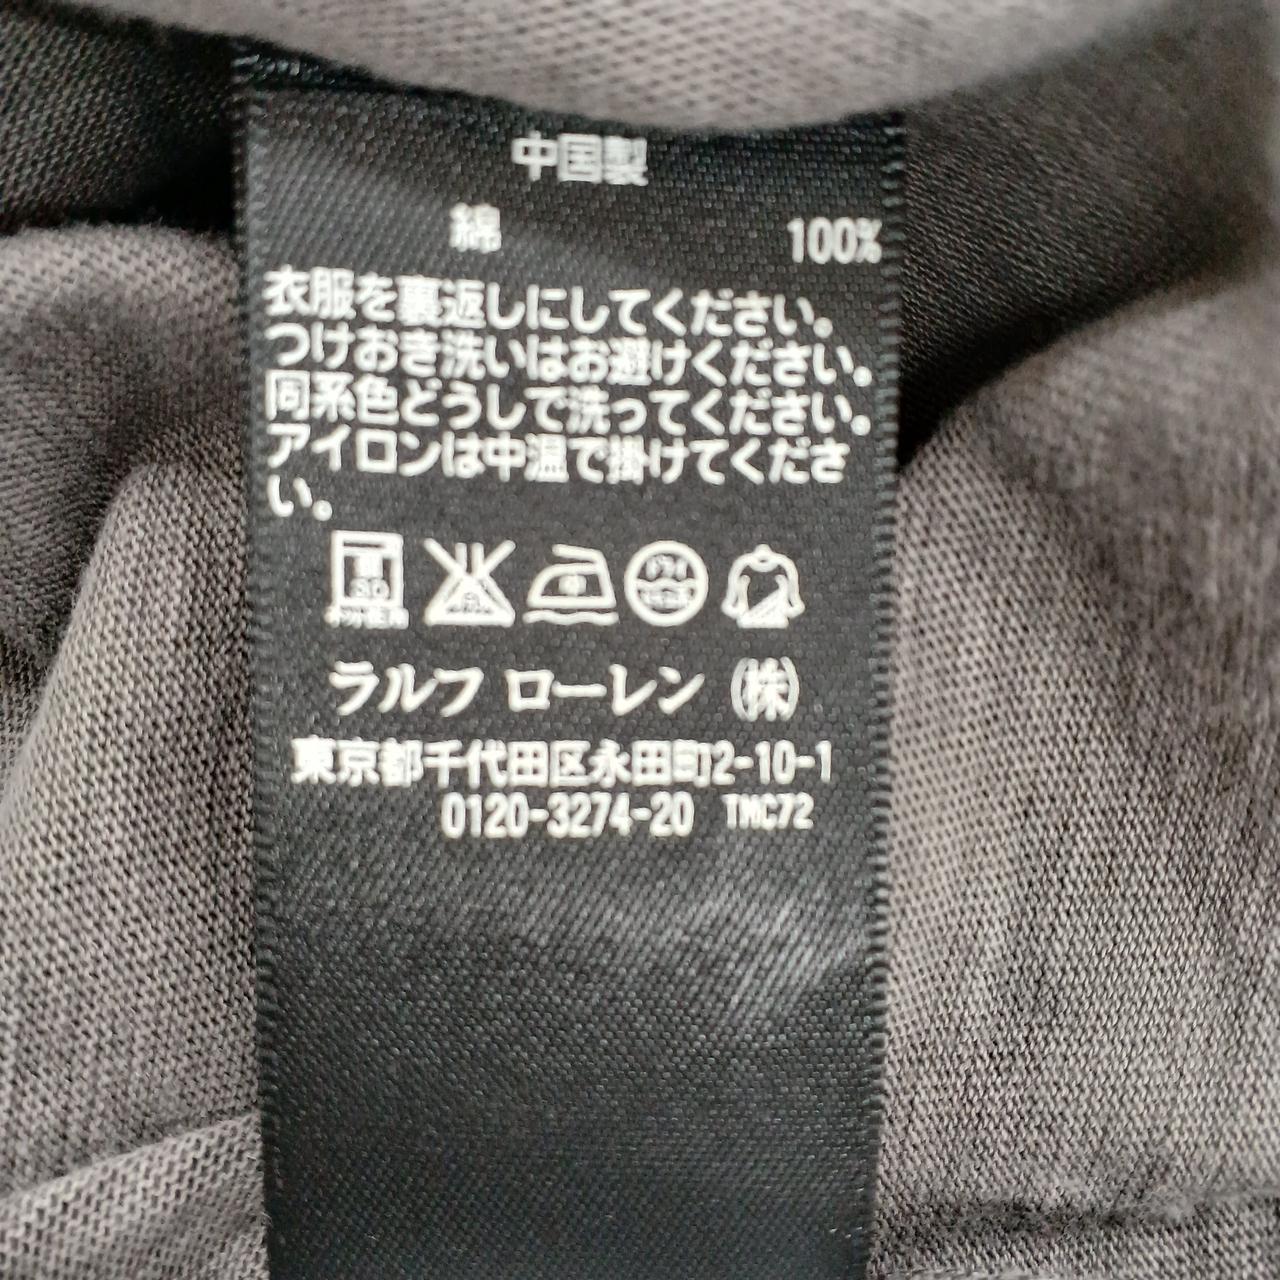 中国製
綿 100%
衣服を裏返しにしてください。
つけおき洗いはお避けください。
同系色どうしで洗ってください。
アイロンは中温で掛けてくださ
い。
中
ドライ
ラルフ ローレン (株)
東京都千代田区永田町2-10-1
0120-3274-20 TMC72